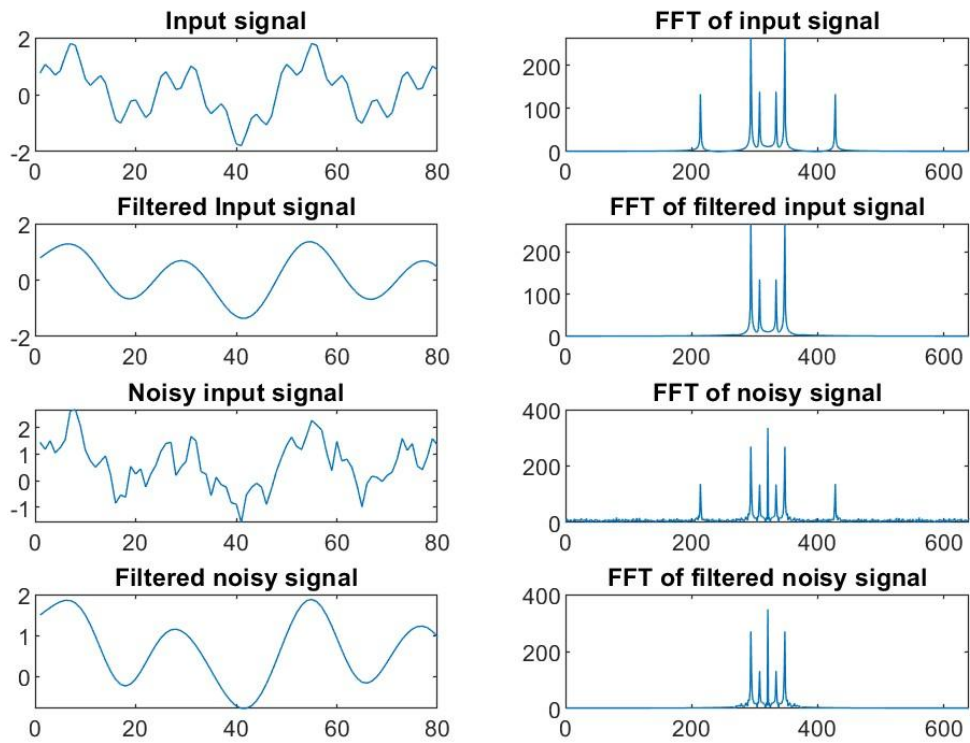 Input signal
2
0
-2
0 20 40 60 80
FFT of input signal
200
100
0
0 200 400 600
Filtered Input signal
2
0
-2
0 20 40 60 80
FFT of filtered input signal
200
100
0
0 200 400 600
Noisy input signal
2
1
0
-1
0 20 40 60 80
FFT of noisy signal
400
200
0
0 200 400 600
Filtered noisy signal
2
1
0
0 20 40 60 80
FFT of filtered noisy signal
400
200
0
0 200 400 600